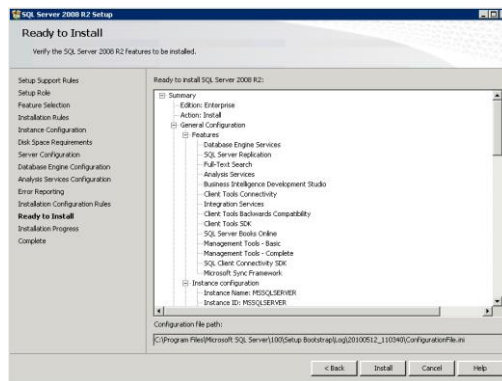 SQL Server 2008 R2 Setup
Ready to Install
Verify the SQL Server 2008 R2 features to be installed.
Setup Support Rules
Setup Role
Feature Selection
Installation Rules
Instance Configuration
Disk Space Requirements
Server Configuration
Database Engine Configuration
Analysis Services Configuration
Error Reporting
Installation Configuration Rules
Ready to Install
Installation Progress
Complete
Ready to install SQL Server 2008 R2:
Summary
Edition: Enterprise
Action: Install
General Configuration
Features
Database Engine Services
SQL Server Replication
Full-Text Search
Analysis Services
Business Intelligence Development Studio
Client Tools Connectivity
Integration Services
Client Tools Backwards Compatibility
Client Tools SDK
SQL Server Books Online
Management Tools - Basic
Management Tools - Complete
SQL Client Connectivity SDK
Microsoft Sync Framework
Instance configuration
Instance Name: MSSQLSERVER
Instance ID: MSSQLSERVER
Configuration file path:
C:\Program Files\Microsoft SQL Server\100\Setup Bootstrap\Log\20100512_110340\ConfigurationFile.ini
< Back
Install
Cancel
Help